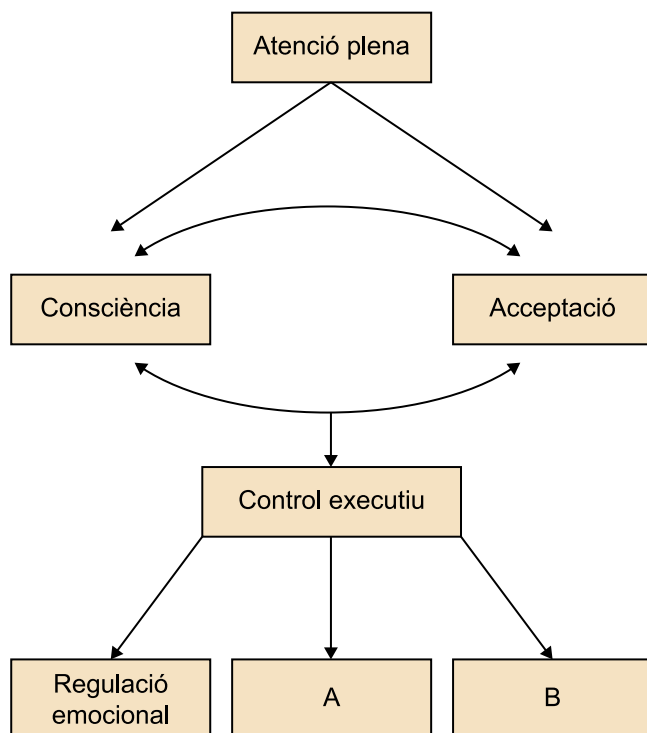 Atenció plena
Consciència
Acceptació
Control executiu
Regulació
emocional
A
B